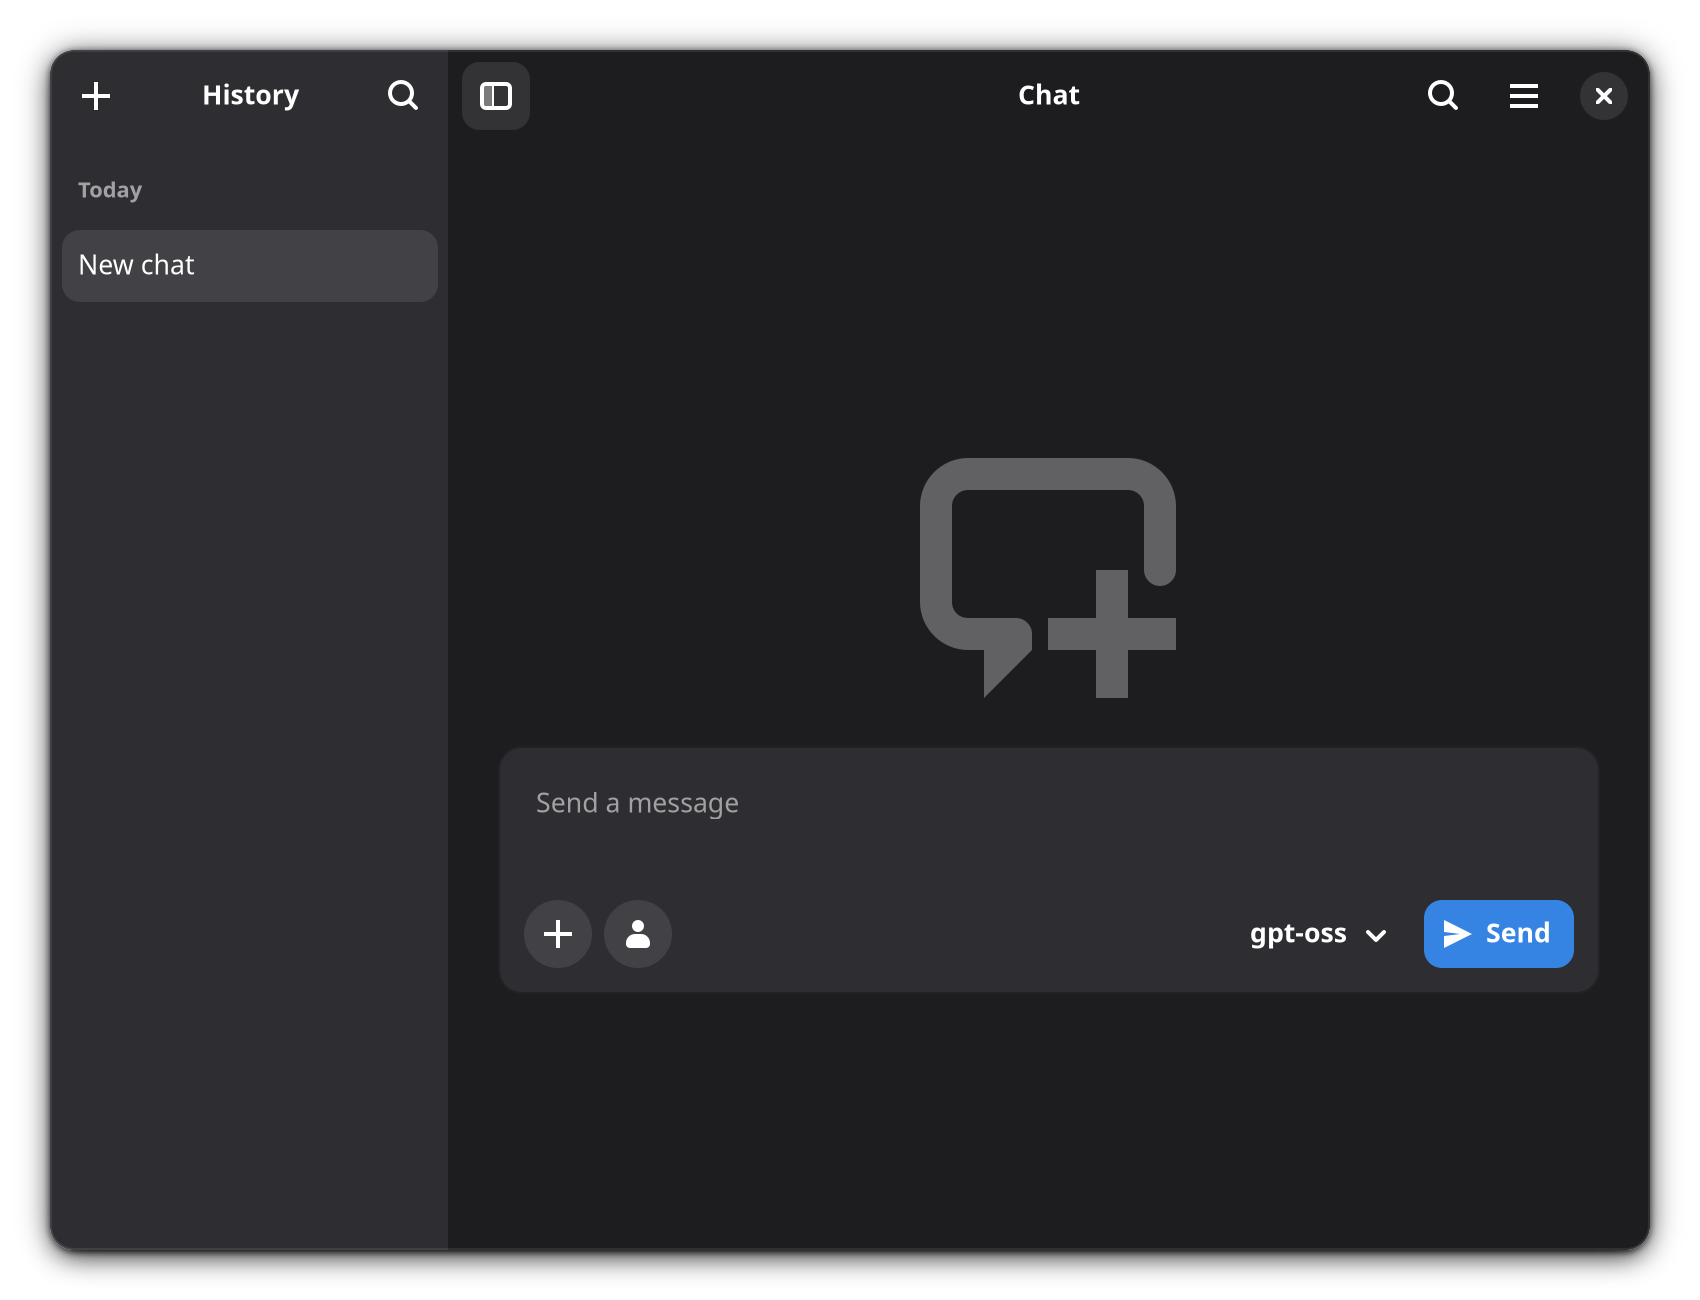 History
Chat
Today
New chat
Send a message
gpt-oss
Send